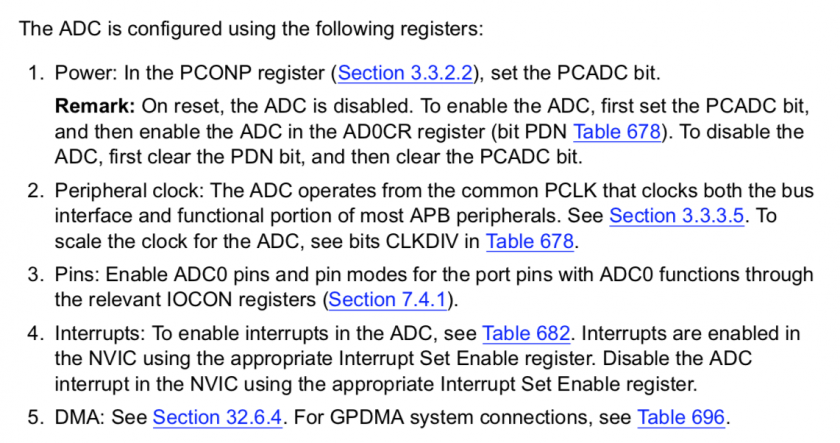 The ADC is configured using the following registers:
1. Power: In the PCONP register (Section 3.3.2.2), set the PCADC bit.
Remark: On reset, the ADC is disabled. To enable the ADC, first set the PCADC bit,
and then enable the ADC in the AD0CR register (bit PDN Table 678). To disable the
ADC, first clear the PDN bit, and then clear the PCADC bit.
2. Peripheral clock: The ADC operates from the common PCLK that clocks both the bus
interface and functional portion of most APB peripherals. See Section 3.3.3.5. To
scale the clock for the ADC, see bits CLKDIV in Table 678.
3. Pins: Enable ADC0 pins and pin modes for the port pins with ADC0 functions through
the relevant IOCON registers (Section 7.4.1).
4. Interrupts: To enable interrupts in the ADC, see Table 682. Interrupts are enabled in
the NVIC using the appropriate Interrupt Set Enable register. Disable the ADC
interrupt in the NVIC using the appropriate Interrupt Set Enable register.
5. DMA: See Section 32.6.4. For GPDMA system connections, see Table 696.